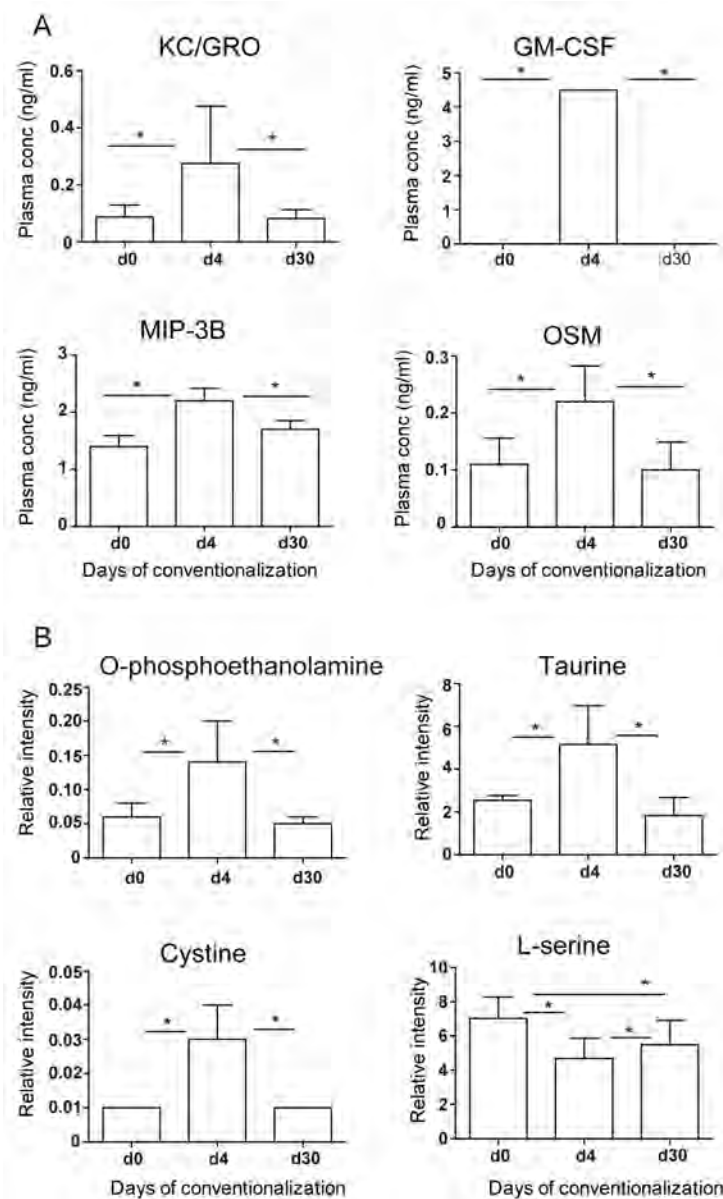 A
KC/GRO
Plasma conc (ng/ml)
0.6
0.4
0.2
0
*
*
d0 d4 d30
GM-CSF
5
4
3
2
1
0
Plasma conc (ng/ml)
*
*
d0 d4 d30
MIP-3B
Plasma conc (ng/ml)
3
2
1
0
*
*
d0 d4 d30
Days of conventionalization
OSM
Plasma conc (ng/ml)
0.3
0.2
0.1
0
*
*
d0 d4 d30
Days of conventionalization
B
O-phosphoethanolamine
Relative intensity
0.25
0.20
0.15
0.10
0.05
0
*
*
d0 d4 d30
Taurine
Relative intensity
8
6
4
2
0
*
*
d0 d4 d30
Cystine
Relative intensity
0.05
0.04
0.03
0.02
0.01
0
*
*
d0 d4 d30
Days of conventionalization
L-serine
Relative intensity
10
8
6
4
2
0
*
*
*
d0 d4 d30
Days of conventionalization